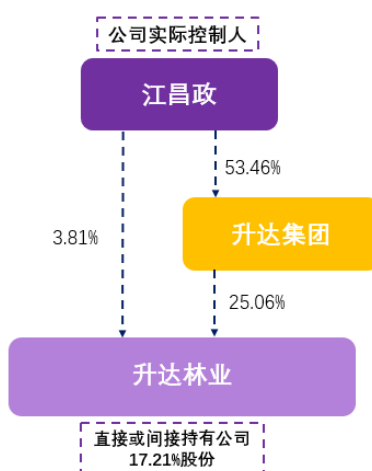 公司实际控制人
江昌政
53.46%
3.81%
升达集团
25.06%
升达林业
直接或间接持有公司
17.21%股份